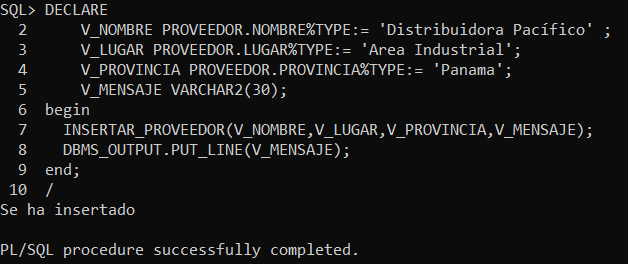 SQL> DECLARE
  2      V_NOMBRE PROVEEDOR.NOMBRE%TYPE:= 'Distribuidora Pacífico' ;
  3      V_LUGAR PROVEEDOR.LUGAR%TYPE:= 'Area Industrial';
  4      V_PROVINCIA PROVEEDOR.PROVINCIA%TYPE:= 'Panama';
  5      V_MENSAJE VARCHAR2(30);
  6  begin
  7    INSERTAR_PROVEEDOR(V_NOMBRE,V_LUGAR,V_PROVINCIA,V_MENSAJE);
  8    DBMS_OUTPUT.PUT_LINE(V_MENSAJE);
  9  end;
 10  /
Se ha insertado
PL/SQL procedure successfully completed.